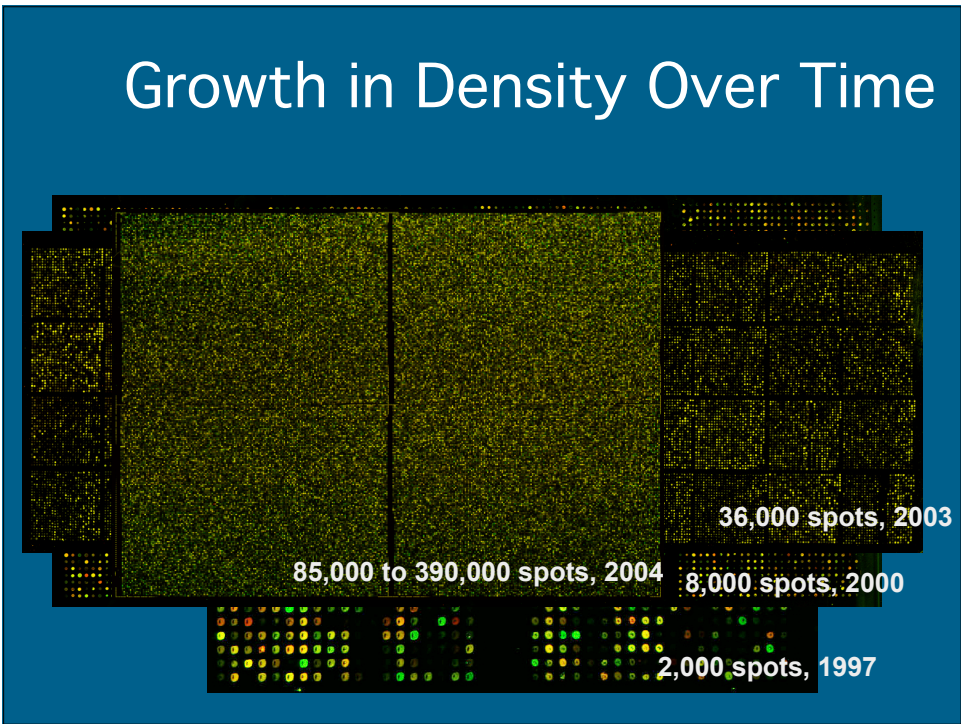 Growth in Density Over Time
36,000 spots, 2003
85,000 to 390,000 spots, 2004
8,000 spots, 2000
2,000 spots, 1997